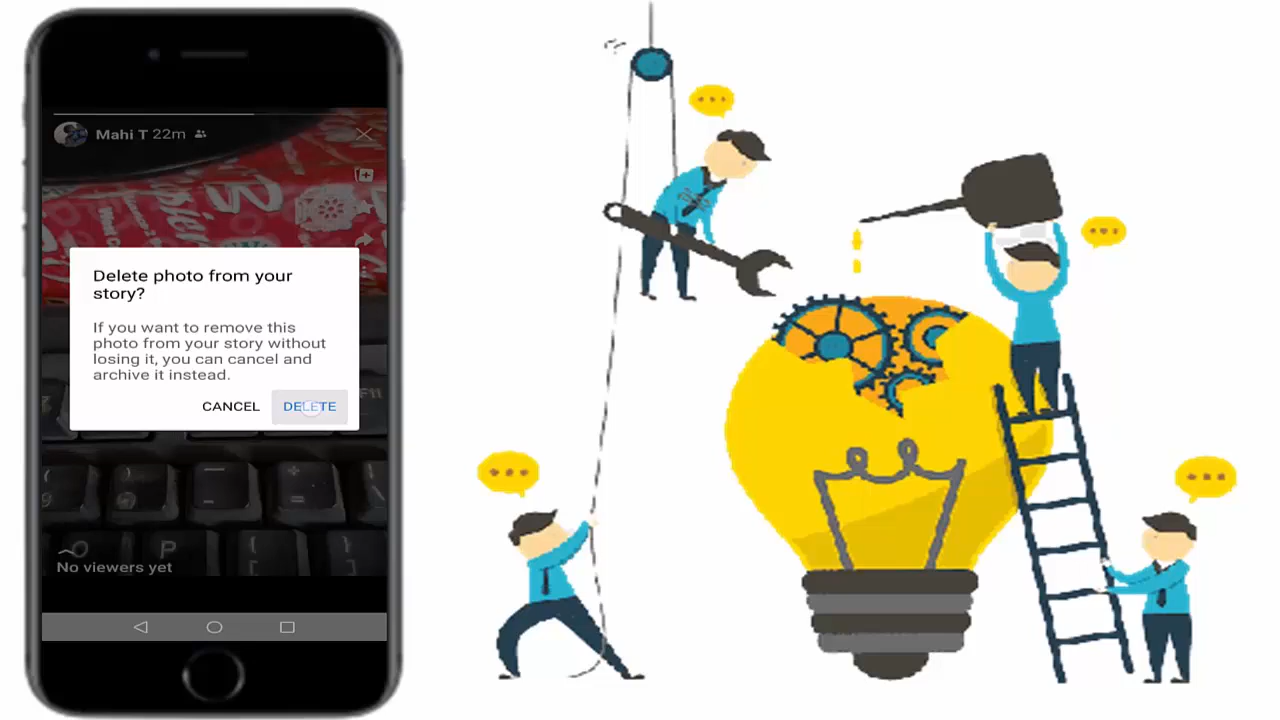 Mahi T 22m
Delete photo from your
story?
If you want to remove this
photo from your story without
losing it, you can cancel and
archive it instead.
CANCEL DELETE
F11
O P
No viewers yet